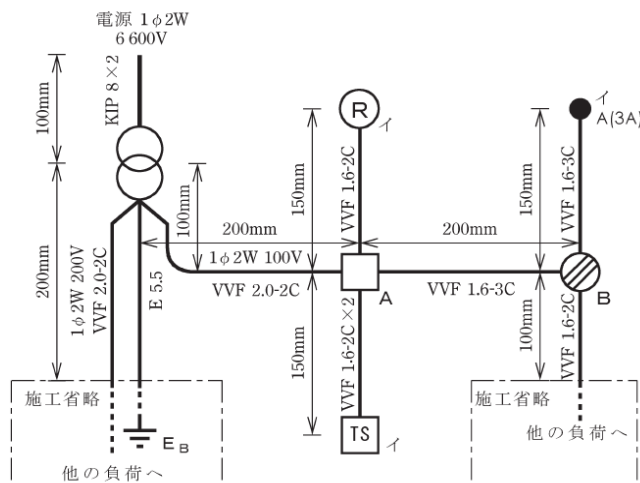 電源 1φ2W
6 600V
KIP 8×2
100mm
200mm
1φ2W 200V
VVF 2.0-2C
E 5.5
100mm
200mm
1φ2W 100V
VVF 2.0-2C
R
イ
150mm
VVF 1.6-2C
A
150mm
VVF 1.6-2C×2
TS
イ
200mm
VVF 1.6-3C
イ
A(3A)
150mm
VVF 1.6-3C
B
100mm
VVF 1.6-2C
施工省略
EB
他の負荷へ
施工省略
他の負荷へ